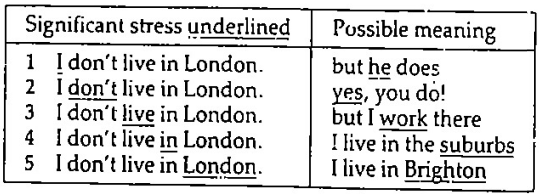 Significant stress underlined Possible meaning
1 I don't live in London. but he does
2 I don't live in London. yes, you do!
3 I don't live in London. but I work there
4 I don't live in London. I live in the suburbs
5 I don't live in London. I live in Brighton